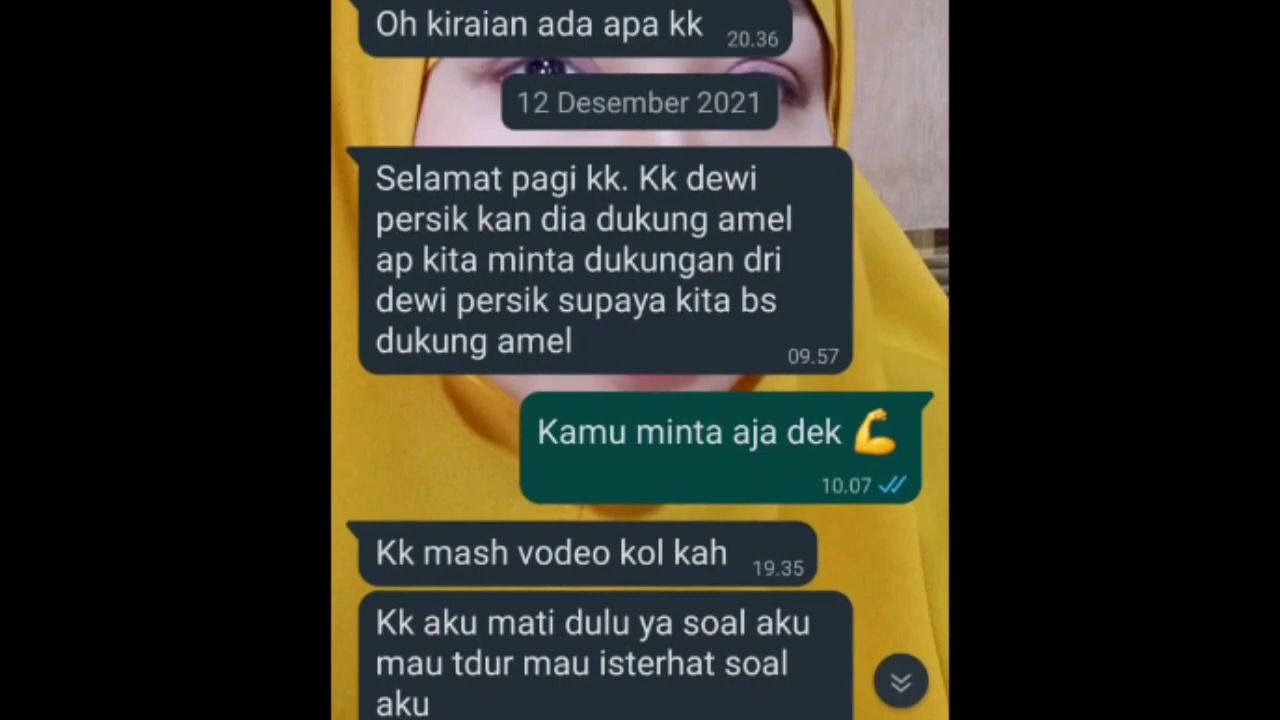 Oh kiraian ada apa kk
20.36
12 Desember 2021
Selamat pagi kk. Kk dewi
persik kan dia dukung amel
ap kita minta dukungan dri
dewi persik supaya kita bs
dukung amel
09.57
Kamu minta aja dek 💪
10.07
Kk mash vodeo kol kah
19.35
Kk aku mati dulu ya soal aku
mau tdur mau isterhat soal
aku